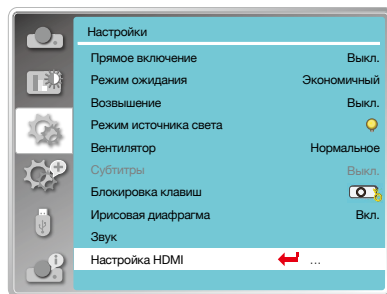 Настройки
Прямое включение Выкл.
Режим ожидания Экономичный
Возвышение Выкл.
Режим источника света
Вентилятор Нормальное
Субтитры Выкл.
Блокировка клавиш
Ирисовая диафрагма Вкл.
Звук
Настройка HDMI ...